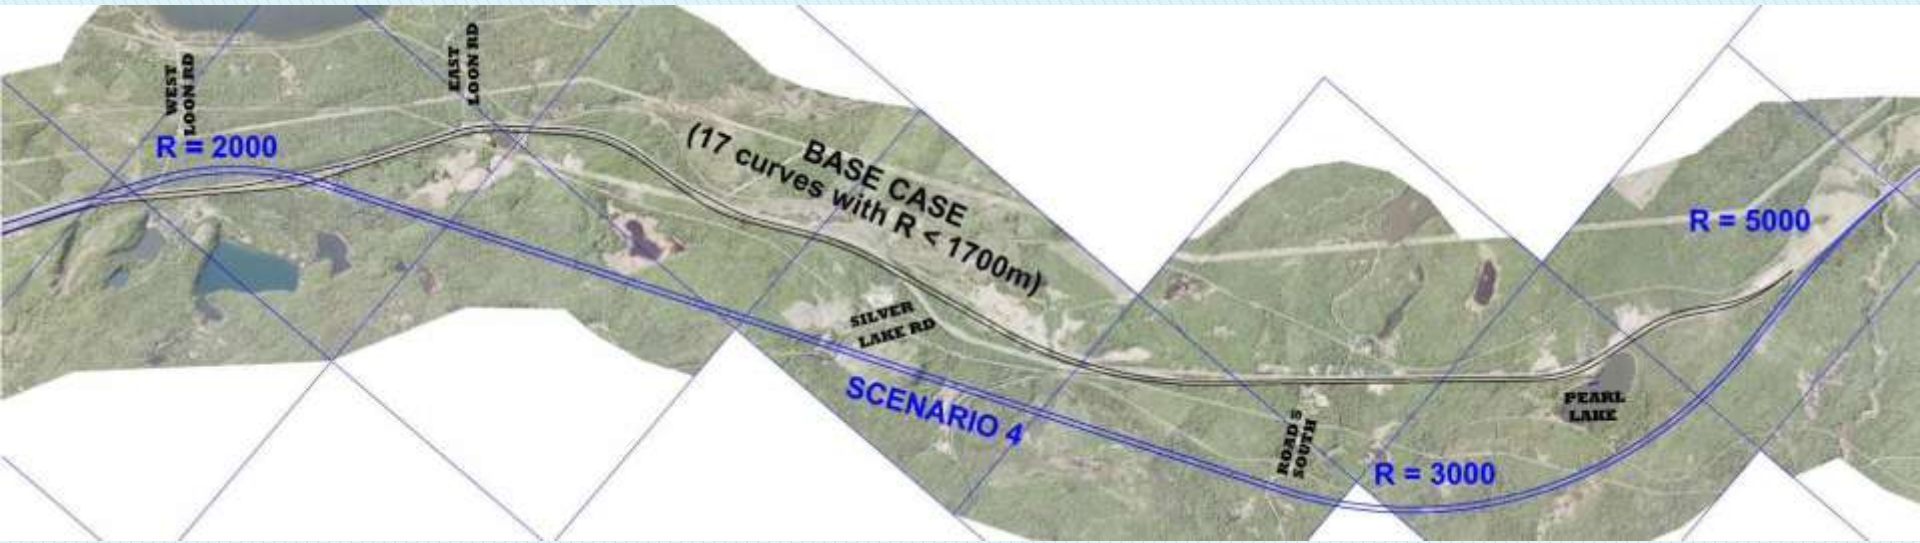 WEST
LOON RD
EAST
LOON RD
R = 2000
BASE CASE
(17 curves with R < 1700m)
R = 5000
SILVER
LAKE RD
SCENARIO 4
PEARL
LAKE
ROAD 5
SOUTH
R = 3000